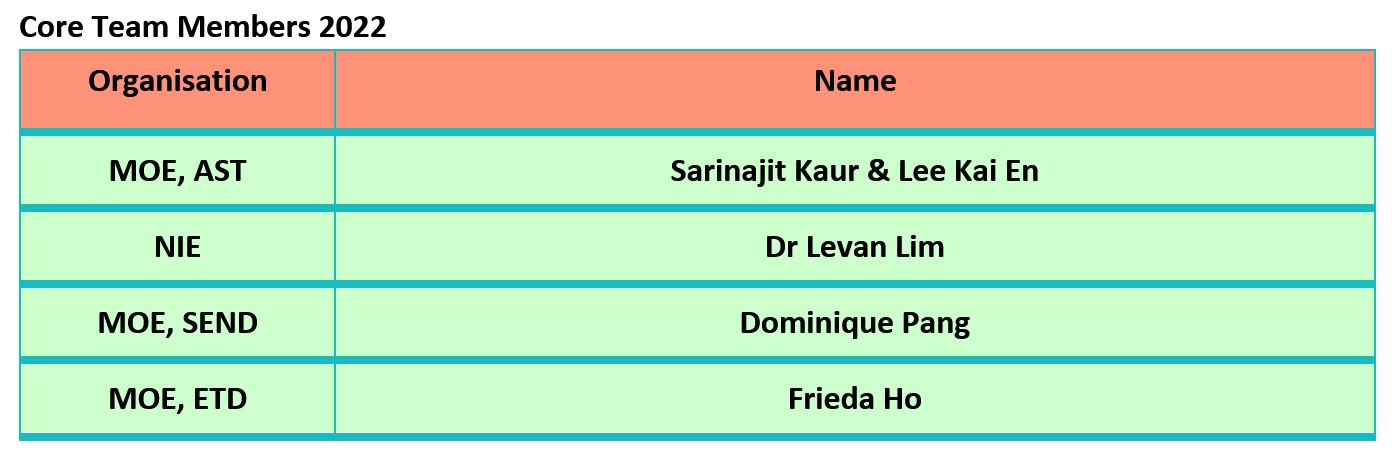 Core Team Members 2022
Organisation Name
MOE, AST Sarinajit Kaur & Lee Kai En
NIE Dr Levan Lim
MOE, SEND Dominique Pang
MOE, ETD Frieda Ho